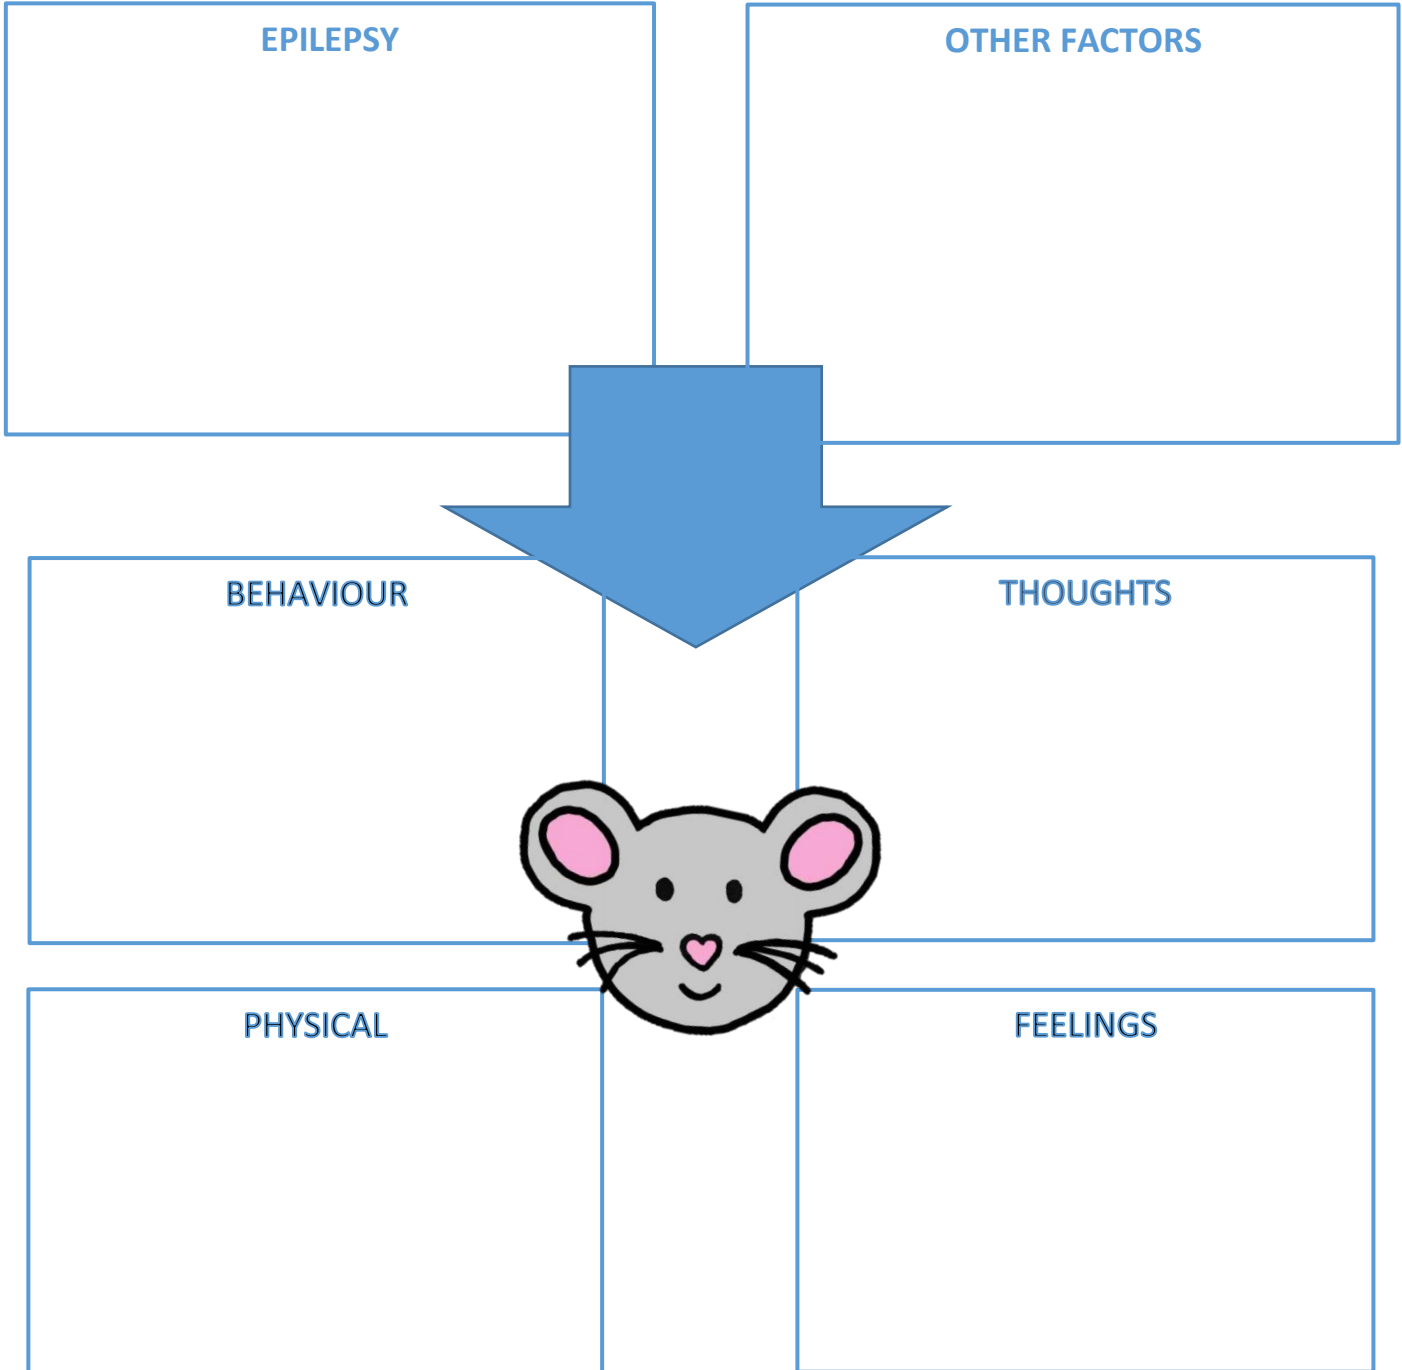 EPILEPSY
OTHER FACTORS
BEHAVIOUR
THOUGHTS
PHYSICAL
FEELINGS